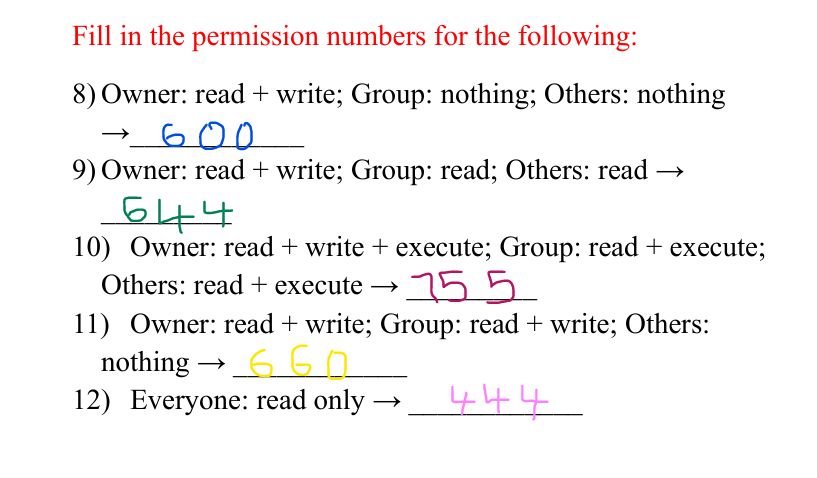 Fill in the permission numbers for the following:
8) Owner: read + write; Group: nothing; Others: nothing
→ 600
9) Owner: read + write; Group: read; Others: read →
644
10) Owner: read + write + execute; Group: read + execute;
Others: read + execute → 755
11) Owner: read + write; Group: read + write; Others:
nothing → 660
12) Everyone: read only → 444